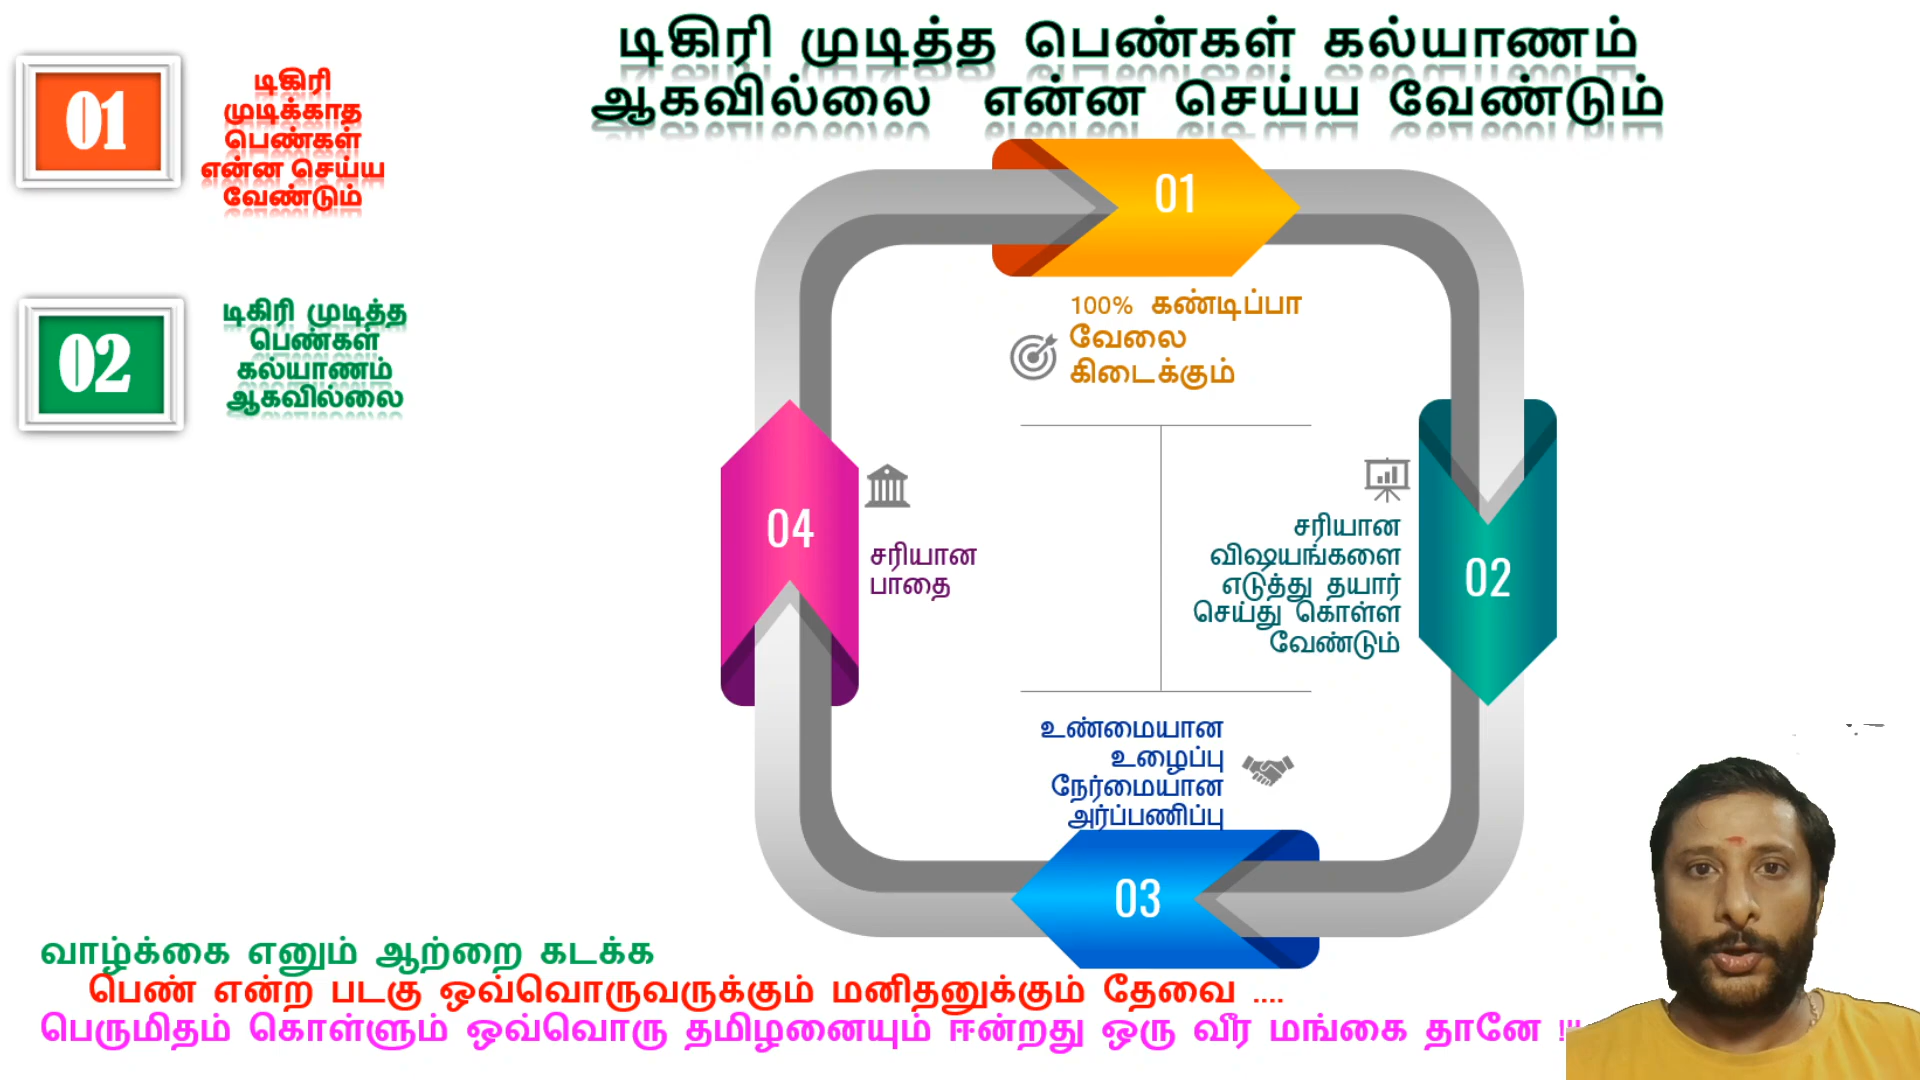 டிகிரி முடித்த பெண்கள் கல்யாணம்
ஆகவில்லை என்ன செய்ய வேண்டும்
01
டிகிரி
முடிக்காத
பெண்கள்
என்ன செய்ய
வேண்டும்
02
டிகிரி முடித்த
பெண்கள்
கல்யாணம்
ஆகவில்லை
01
100% கண்டிப்பா
வேலை
கிடைக்கும்
02
சரியான
விஷயங்களை
எடுத்து தயார்
செய்து கொள்ள
வேண்டும்
03
உண்மையான
உழைப்பு
நேர்மையான
அர்ப்பணிப்பு
04
சரியான
பாதை
வாழ்க்கை எனும் ஆற்றை கடக்க
பெண் என்ற படகு ஒவ்வொருவருக்கும் மனிதனுக்கும் தேவை ....
பெருமிதம் கொள்ளும் ஒவ்வொரு தமிழனையும் ஈன்றது ஒரு வீர மங்கை தானே !!!